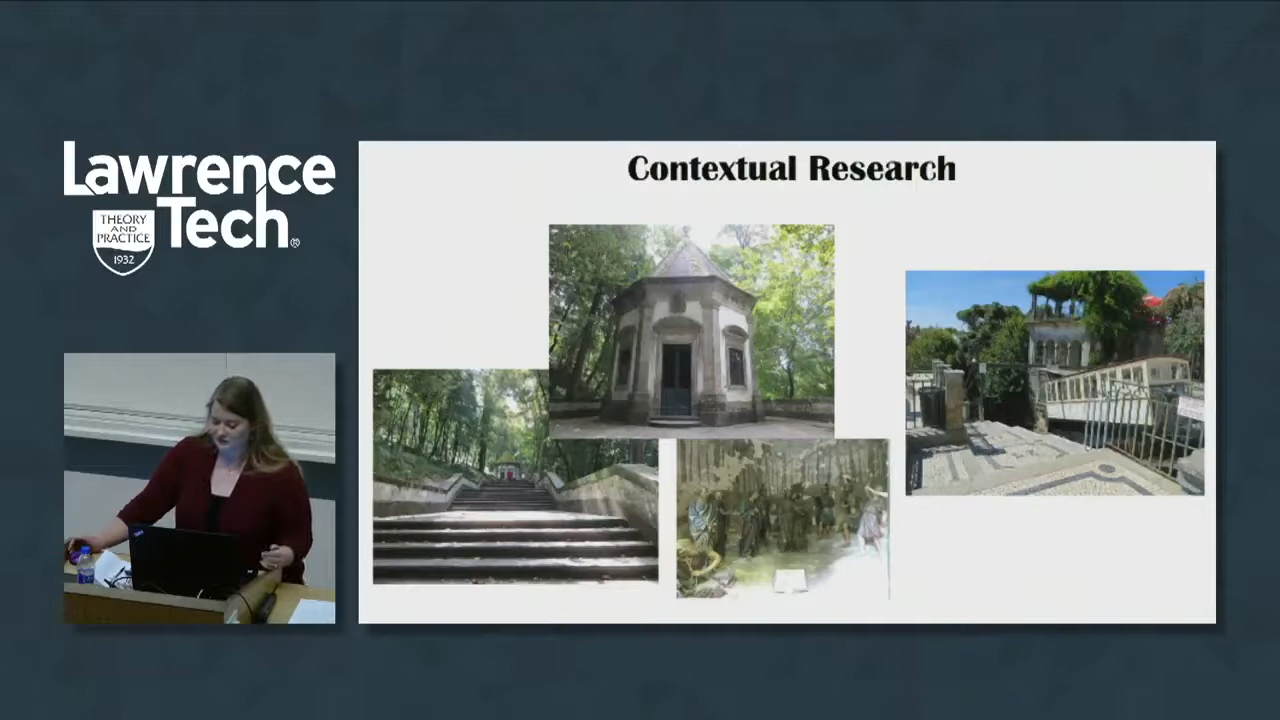 Lawrence
Tech®
THEORY
AND
PRACTICE
1932
Contextual Research